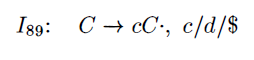 I₈₉: C → cC·, c/d/$